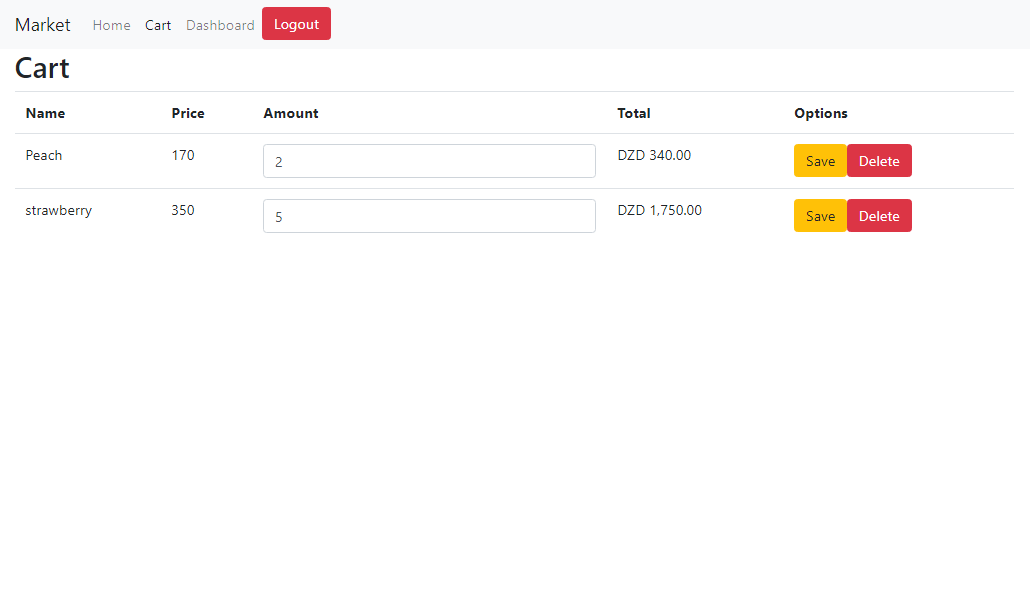 Market Home Cart Dashboard Logout
Cart
Name Price Amount Total Options
Peach 170 2 DZD 340.00 Save Delete
strawberry 350 5 DZD 1,750.00 Save Delete